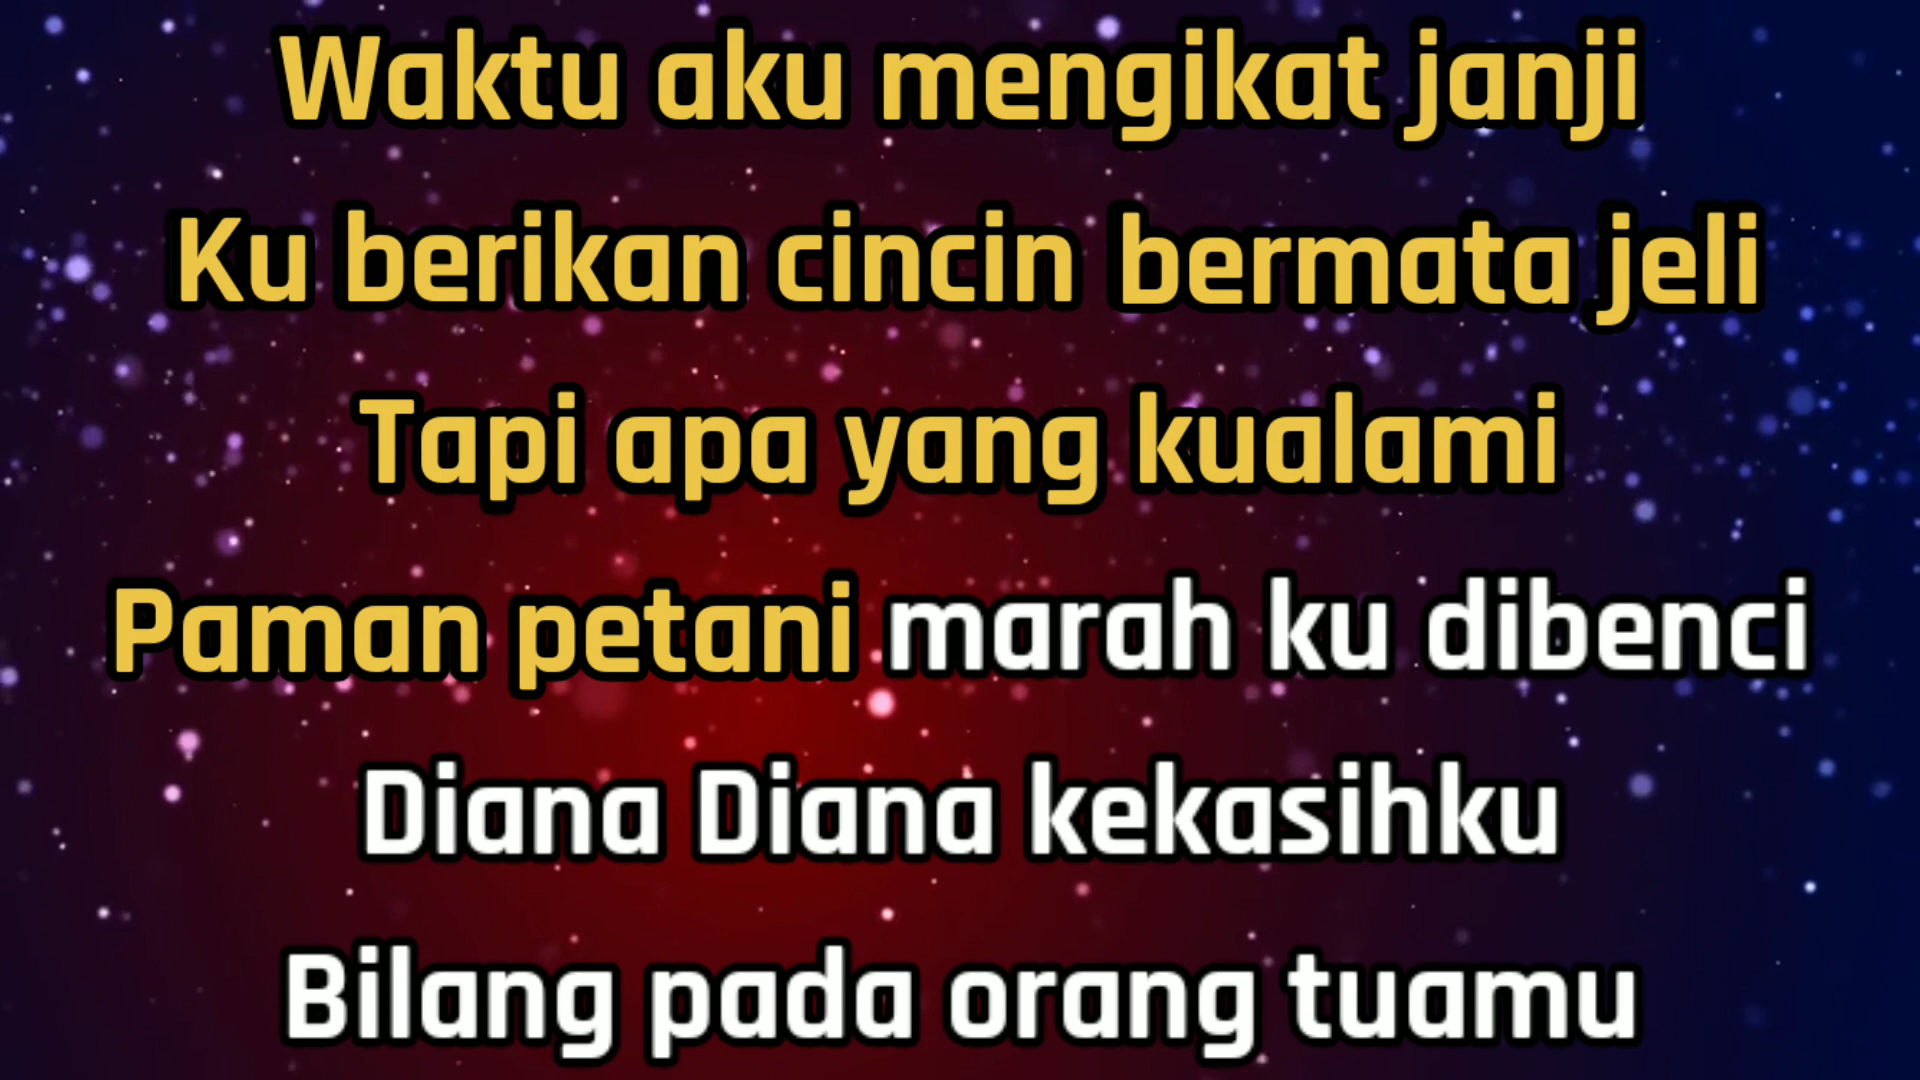 Waktu aku mengikat janji
Ku berikan cincin bermata jeli
Tapi apa yang kualami
Paman petani marah ku dibenci
Diana Diana kekasihku
Bilang pada orang tuamu